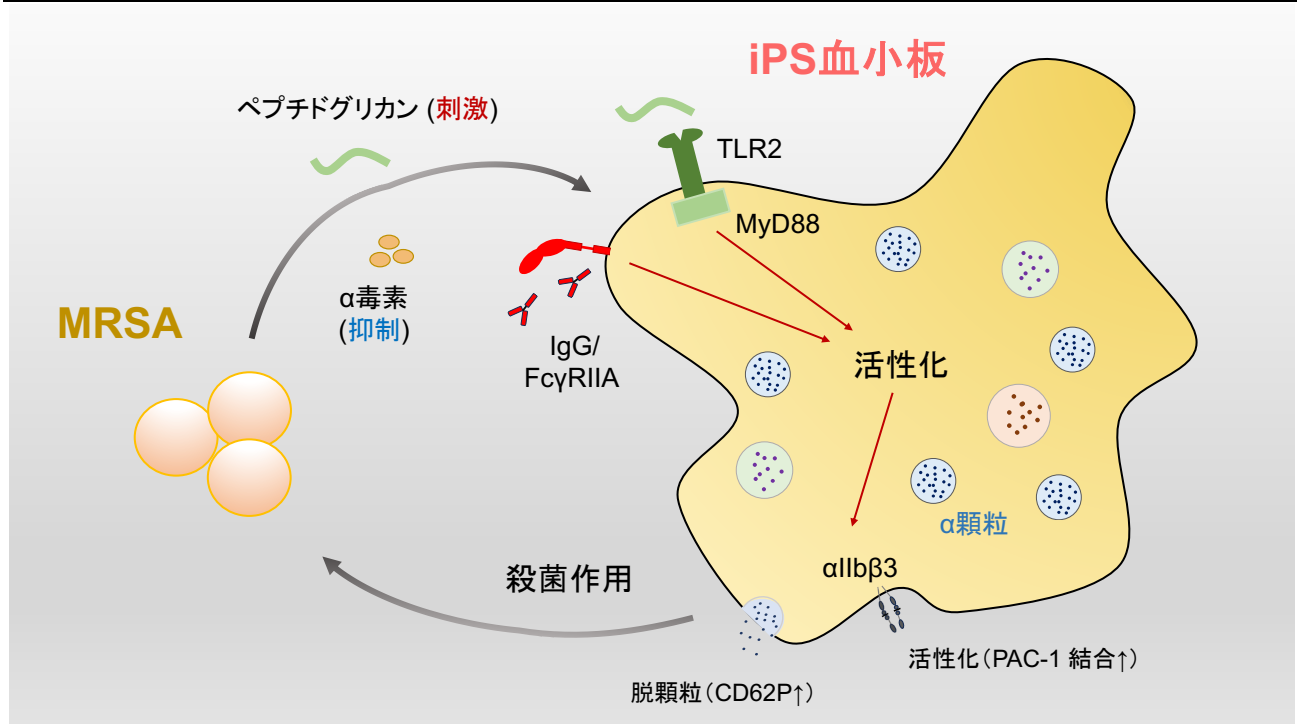 iPS血小板
ペプチドグリカン (刺激)
TLR2
MyD88
α毒素
(抑制)
MRSA
IgG/
FcγRIIA
活性化
α顆粒
αIIbβ3
殺菌作用
活性化（PAC-1 結合↑）
脱顆粒（CD62P↑）